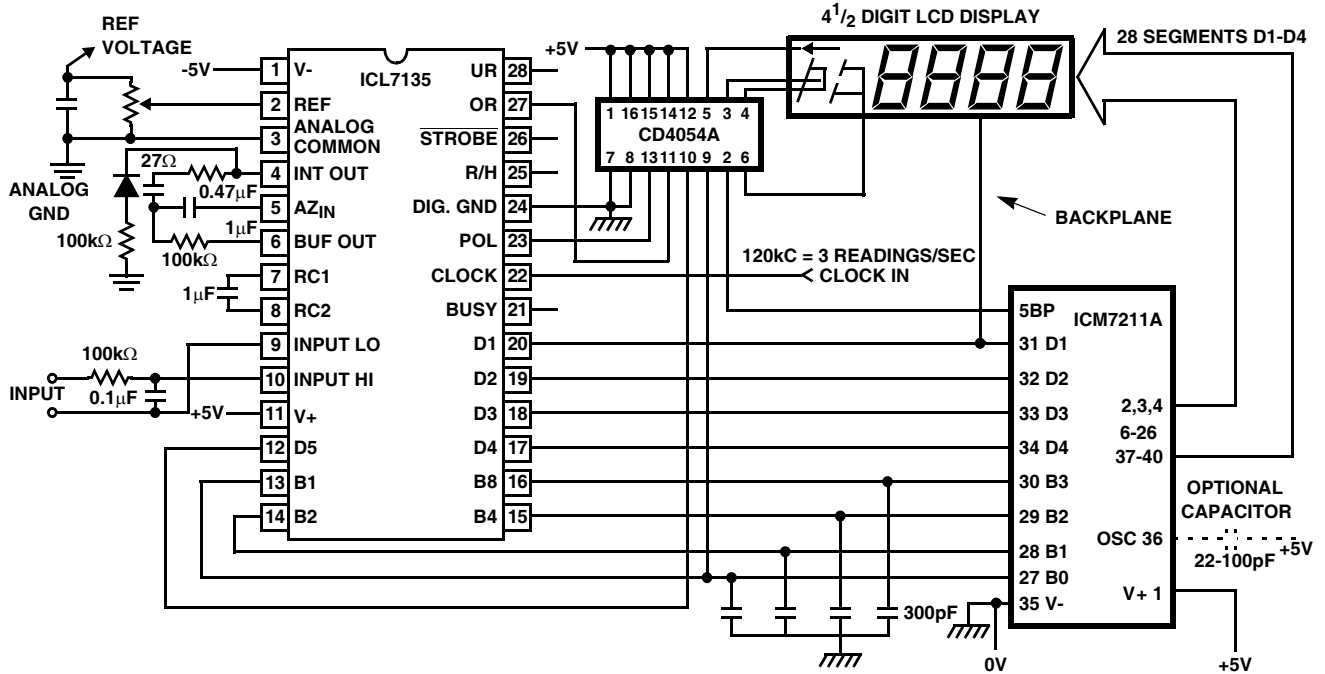 4 1/2 DIGIT LCD DISPLAY
REF
VOLTAGE
28 SEGMENTS D1-D4
-5V
1 V-
ICL7135
UR 28
+5V
2 REF
OR 27
1 16 15 14 12 5 3 4
CD4054A
7 8 13 11 10 9 2 6
3 ANALOG
COMMON
STROBE 26
27Ω
4 INT OUT
R/H 25
0.47μF
ANALOG
GND
5 AZIN
DIG. GND 24
BACKPLANE
1μF
100kΩ
6 BUF OUT
POL 23
100kΩ
120kC = 3 READINGS/SEC
7 RC1
CLOCK 22
CLOCK IN
1μF
8 RC2
BUSY 21
5BP
ICM7211A
9 INPUT LO
D1 20
31 D1
100kΩ
10 INPUT HI
D2 19
32 D2
INPUT
0.1μF
+5V
11 V+
D3 18
33 D3
2,3,4
6-26
37-40
12 D5
D4 17
34 D4
13 B1
B8 16
30 B3
OPTIONAL
CAPACITOR
14 B2
B4 15
29 B2
OSC 36
+5V
28 B1
22-100pF
27 B0
V+ 1
300pF
35 V-
0V
+5V
8888